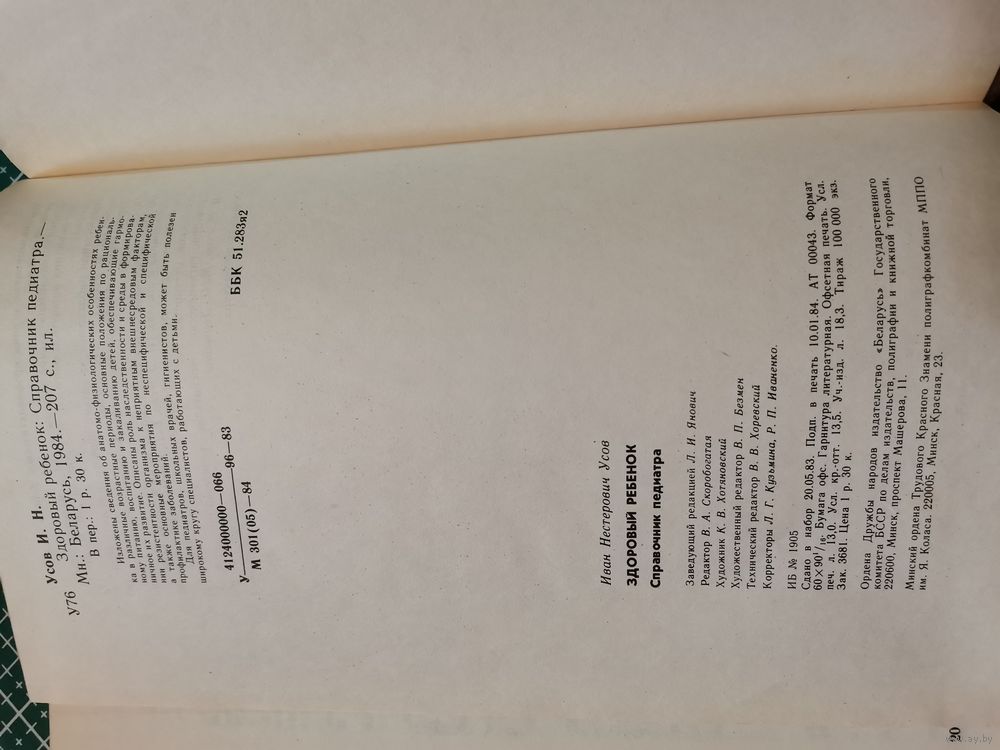 Усов И. Н.
У76 Здоровый ребенок: Справочник педиатра.—
Мн.: Беларусь, 1984.— 207 с., ил.
В пер.: 1 р. 30 к.
Изложены сведения об анатомо-физиологических особенностях ребен-
ка в различные возрастные периоды, основные положения по рациональ-
ному питанию, воспитанию и закаливанию детей, обеспечивающие гармо-
ничное их развитие. Описаны роль наследственности и среды в формирова-
нии резистентности организма к неприятным внешнесредовым факторам,
а также основные мероприятия по неспецифической и специфической
профилактике заболеваний.
Для педиатров, школьных врачей, гигиенистов, может быть полезен
широкому кругу специалистов, работающих с детьми.
4124000000—066
У———————96—83
М 301(05)—84
ББК 51.283я2
Иван Нестерович Усов
ЗДОРОВЫЙ РЕБЕНОК
Справочник педиатра
Заведующий редакцией Л. И. Янович
Редактор В. А. Скоробогатая
Художник К. В. Хотяновский
Художественный редактор В. П. Безмен
Технический редактор В. В. Хоревский
Корректоры Л. Г. Кузьмина, Р. П. Иваненко.
ИБ № 1905
Сдано в набор 20.05.83. Подп. в печать 10.01.84. АТ 00043. Формат
60×90¹/₁₆. Бумага офс. Гарнитура литературная. Офсетная печать. Усл.
печ. л. 13,0. Усл. кр.-отт. 13,5. Уч.-изд. л. 18,3. Тираж 100 000 экз.
Зак. 3681. Цена 1 р. 30 к.
Ордена Дружбы народов издательство «Беларусь» Государственного
комитета БССР по делам издательств, полиграфии и книжной торговли,
220600, Минск, проспект Машерова, 11.
Минский ордена Трудового Красного Знамени полиграфкомбинат МППО
им. Я. Коласа. 220005, Минск, Красная, 23.
20
www.ay.by